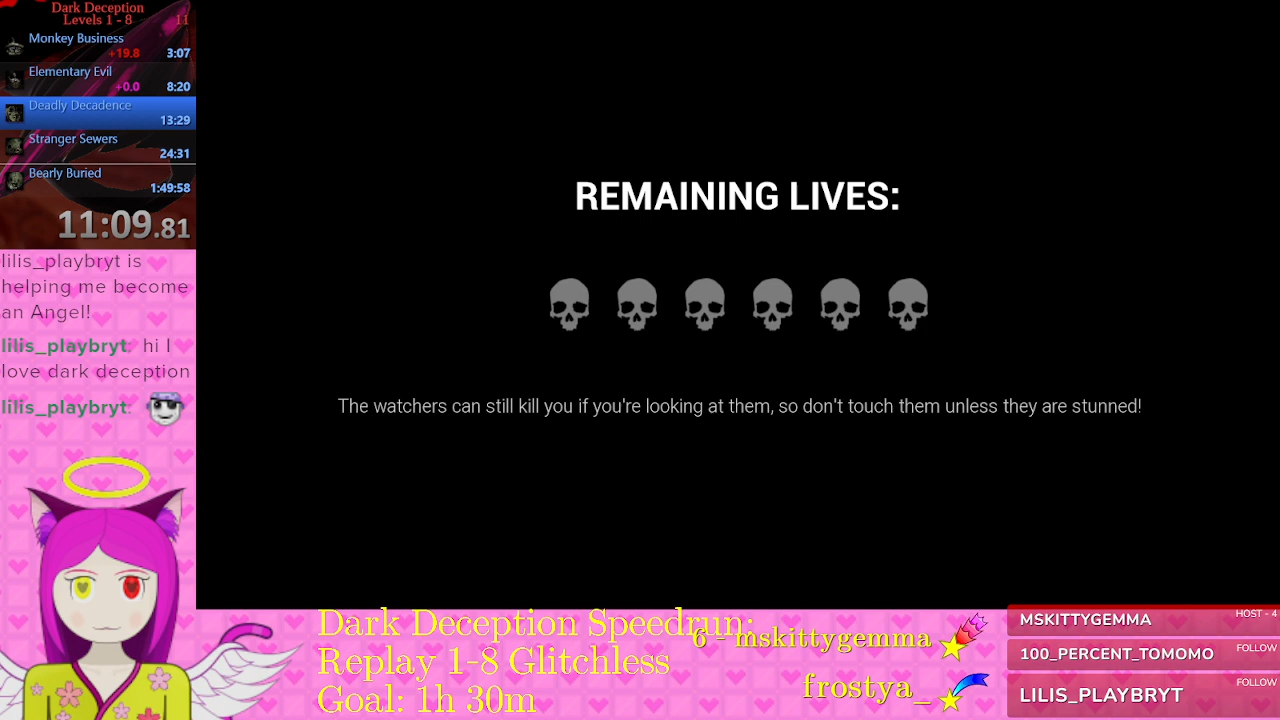 Dark Deception
Levels 1 - 8
11
Monkey Business
+19.8 3:07
Elementary Evil
+0.0 8:20
Deadly Decadence
13:29
Stranger Sewers
24:31
Bearly Buried
1:49:58
11:09.81
lilis_playbryt is
helping me become
an Angel!
lilis_playbryt: hi I
love dark deception
lilis_playbryt:
REMAINING LIVES:
The watchers can still kill you if you're looking at them, so don't touch them unless they are stunned!
Dark Deception Speedrun:
Replay 1-8 Glitchless
Goal: 1h 30m
6 - mskittygemma
frostya_
MSKITTYGEMMA HOST - 4
100_PERCENT_TOMOMO FOLLOW
LILIS_PLAYBRYT FOLLOW